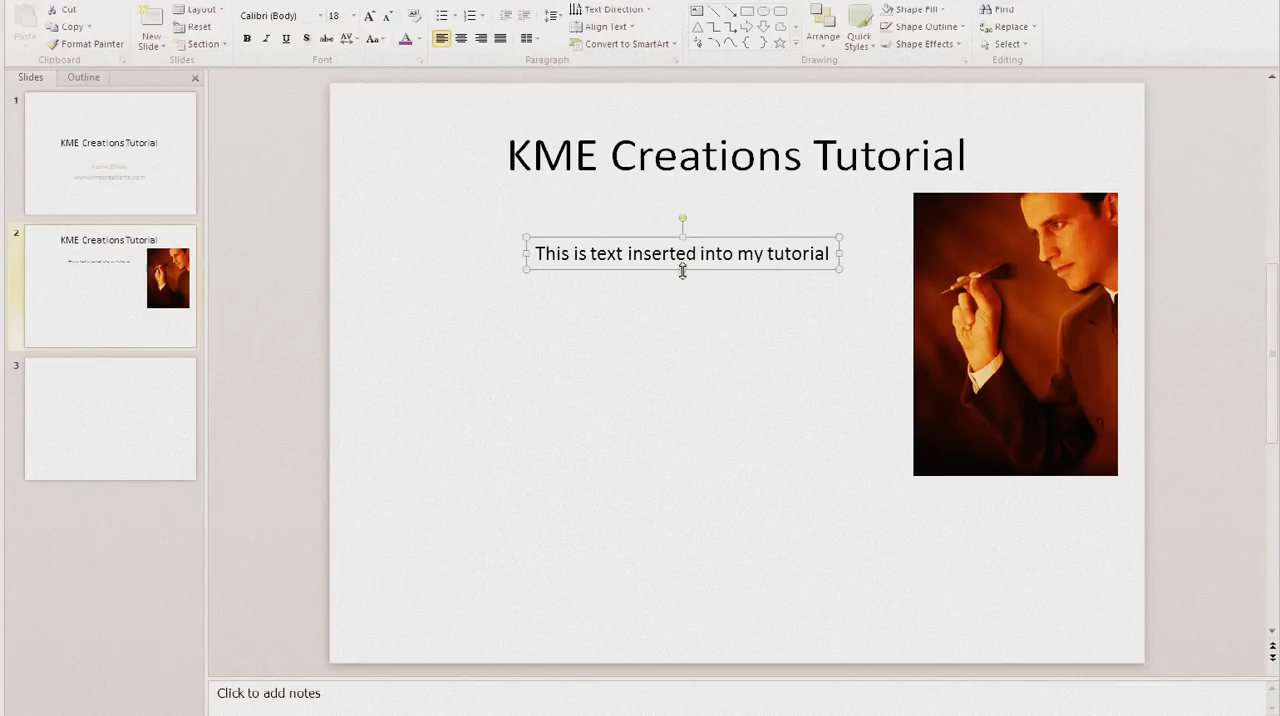 Cut
Copy
Paste
Format Painter
Clipboard
New
Slide
Layout
Reset
Section
Slides
Calibri (Body)
18
Font
Text Direction
Align Text
Convert to SmartArt
Paragraph
Arrange
Quick
Styles
Shape Fill
Shape Outline
Shape Effects
Drawing
Find
Replace
Select
Editing
Slides
Outline
1
KME Creations Tutorial
2
KME Creations Tutorial
3
KME Creations Tutorial
This is text inserted into my tutorial
Click to add notes